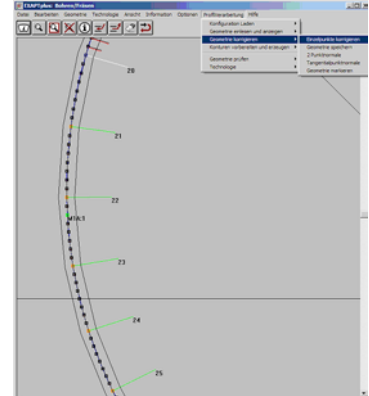 ESAPTplus: Bohren/Fräsen
Datei Bearbeiten Geometrie Technologie Ansicht Information Optionen Profilbearbeitung Hilfe
Konfiguration Laden
Geometrie einlesen und anzeigen
Geometrie korrigieren
Konturen vorbereiten und erzeugen
Geometrie prüfen
Technologie
Einzelpunkte korrigieren
Geometrie speichern
2 Punktnormale
Tangentialpunktnormale
Geometrie markieren
20
21
22
23
24
25